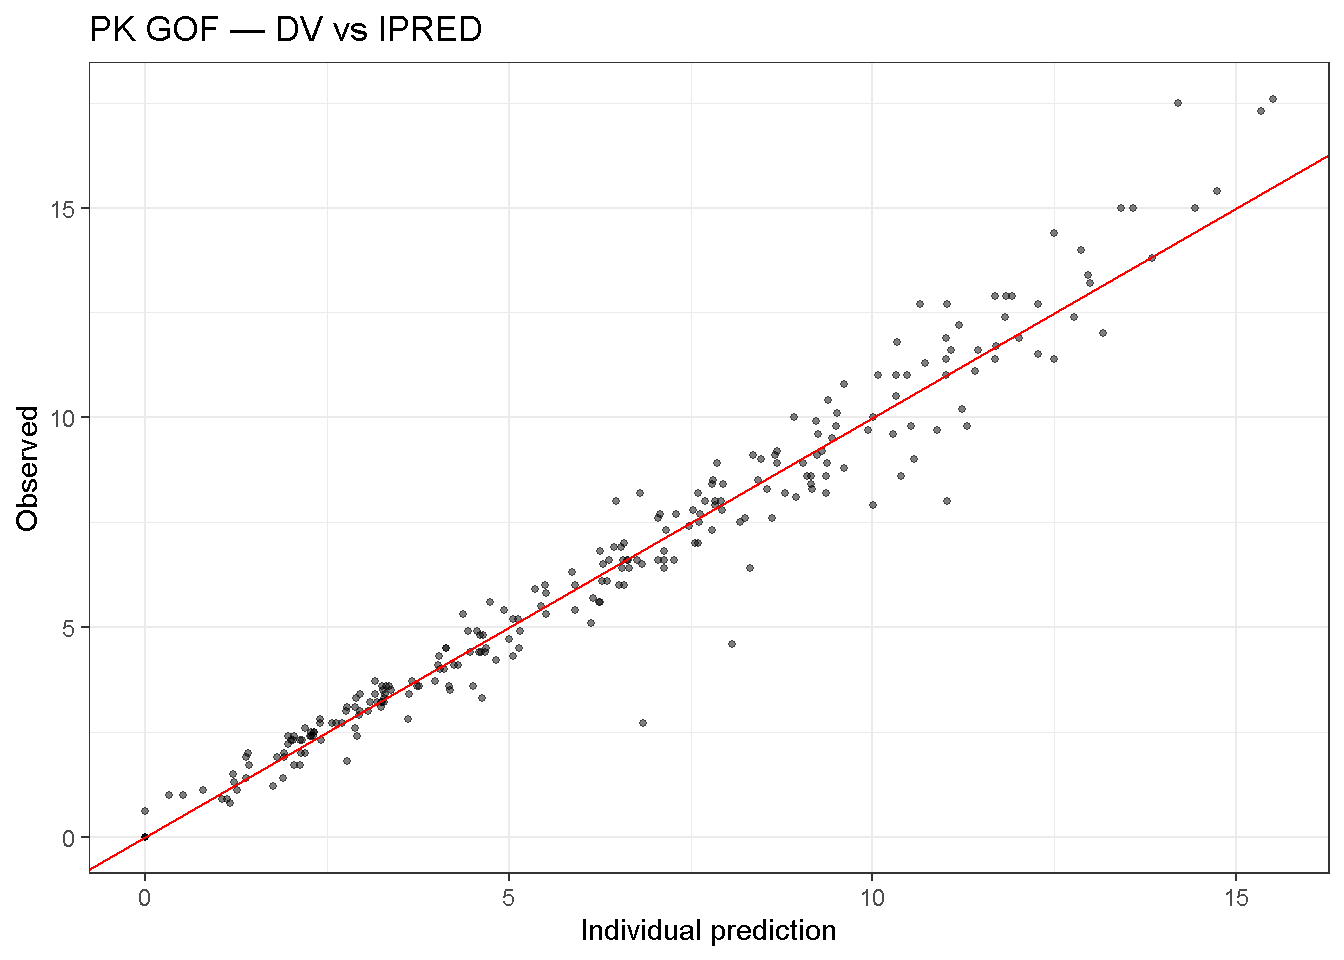 PK GOF — DV vs IPRED
15
10
5
0
Observed
0 5 10 15
Individual prediction